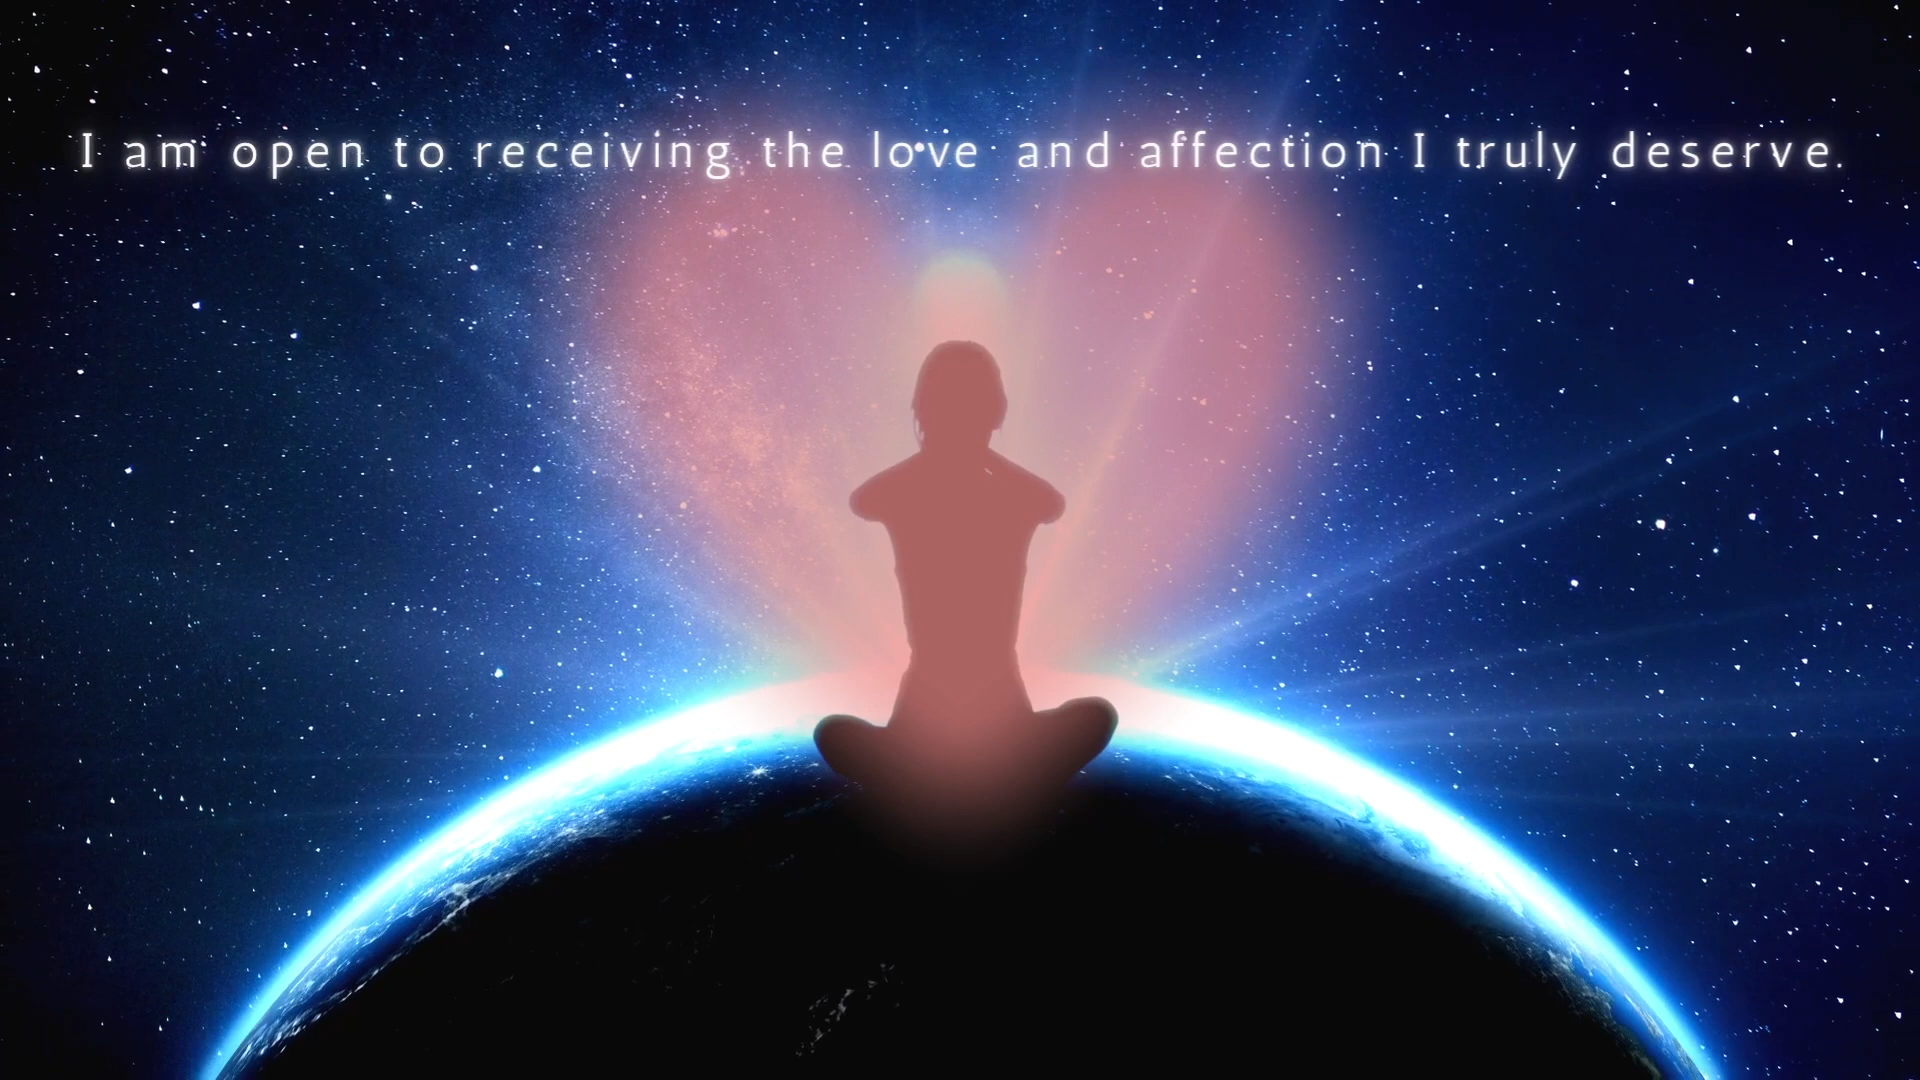 I am open to receiving the love and affection I truly deserve.